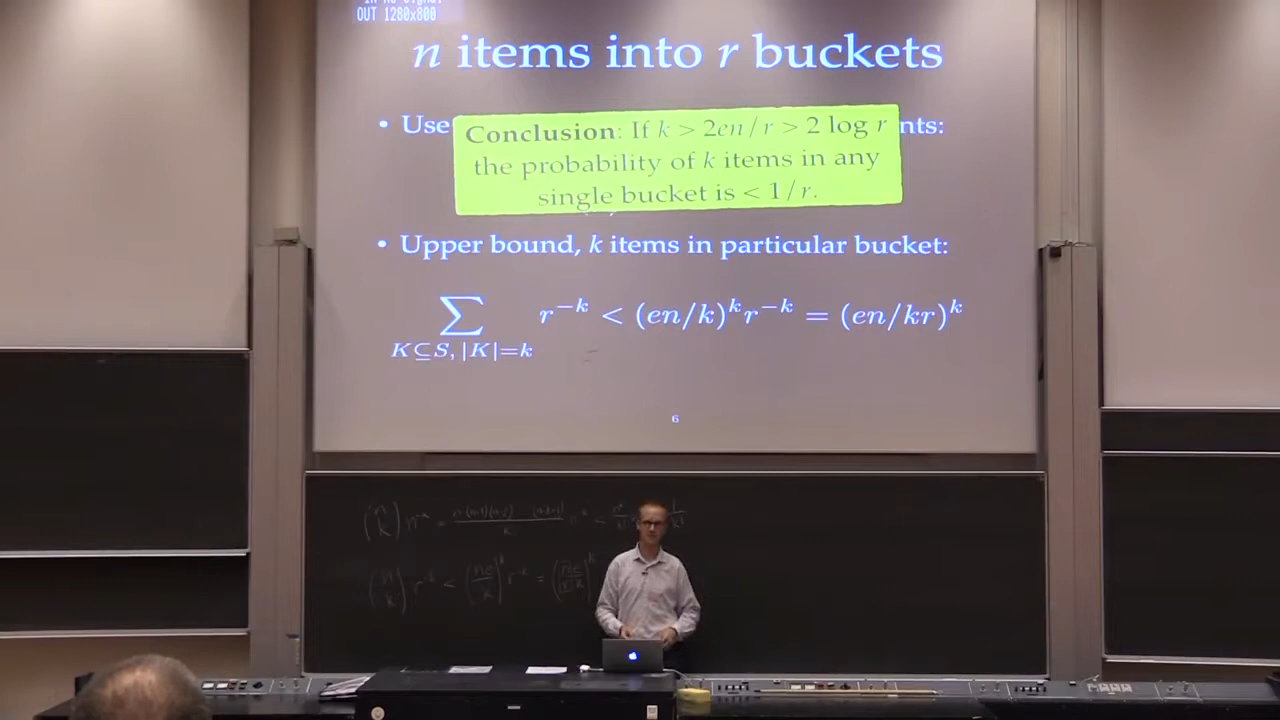 OUT 1280x800
n items into r buckets
• Use
nts:
Conclusion: If k > 2en/r > 2 log r
the probability of k items in any
single bucket is < 1/r.
• Upper bound, k items in particular bucket:
∑ r⁻ᵏ < (en/k)ᵏr⁻ᵏ = (en/kr)ᵏ
K⊆S, |K|=k
6